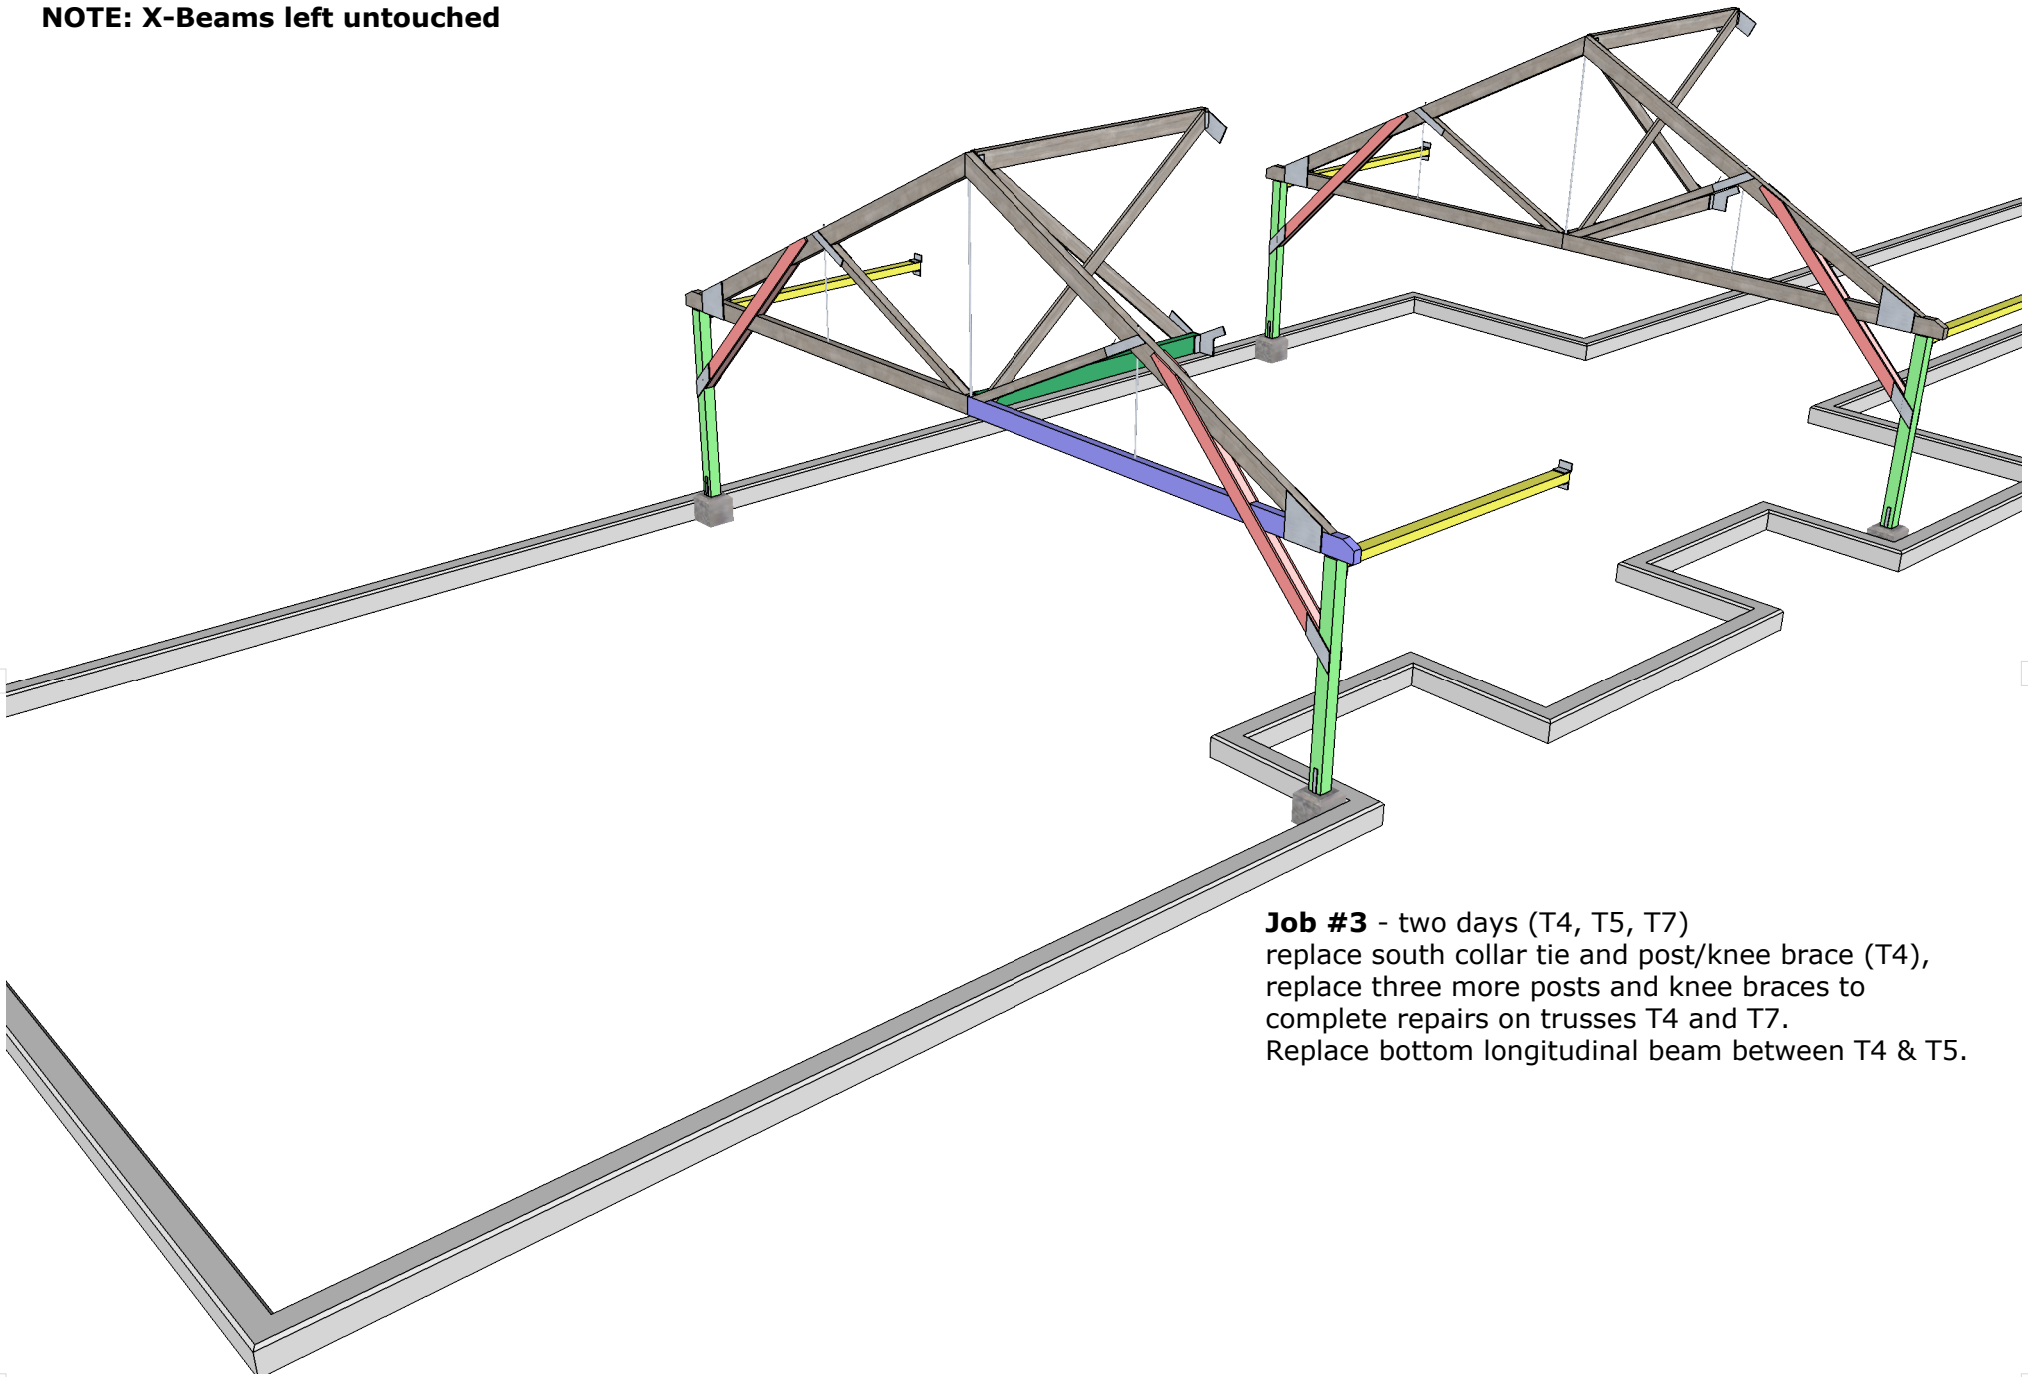 NOTE: X-Beams left untouched
Job #3 - two days (T4, T5, T7)
replace south collar tie and post/knee brace (T4),
replace three more posts and knee braces to
complete repairs on trusses T4 and T7.
Replace bottom longitudinal beam between T4 & T5.